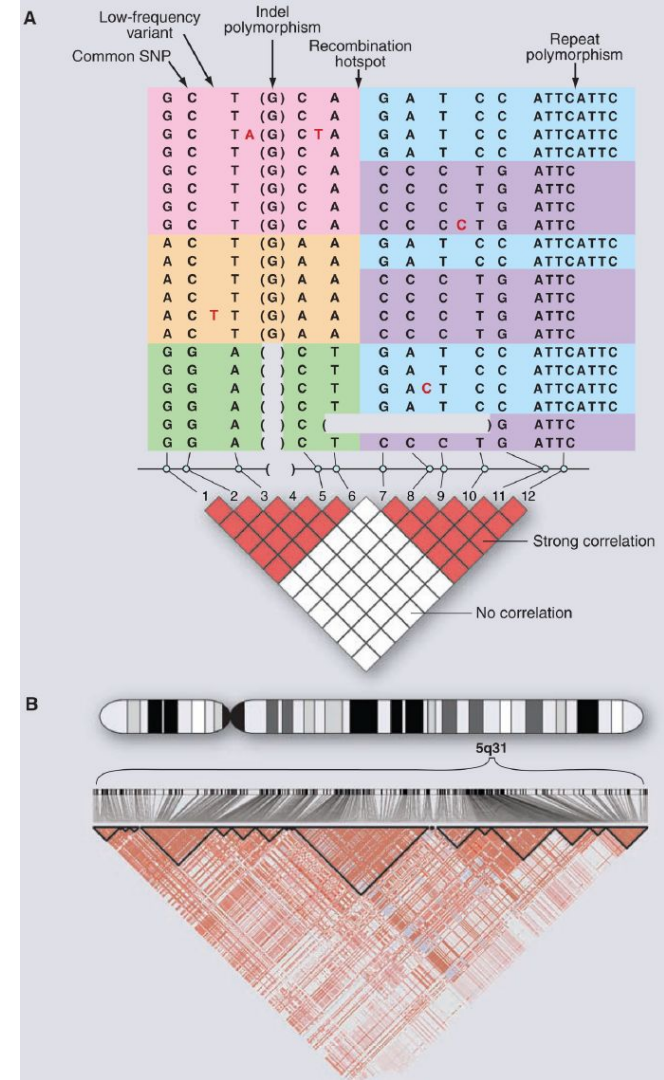 A
Low-frequency
variant
Common SNP
Indel
polymorphism
Recombination
hotspot
Repeat
polymorphism
G C T (G) C A G A T C C ATTCATTC
G C T (G) C A G A T C C ATTCATTC
G C T A (G) C T A G A T C C ATTCATTC
G C T (G) C A G A T C C ATTCATTC
G C T (G) C A C C C T G ATTC
G C T (G) C A C C C T G ATTC
G C T (G) C A C C C C T G ATTC
G C T (G) C A C C C T G ATTC
A C T (G) A A G A T C C ATTCATTC
A C T (G) A A G A T C C ATTCATTC
A C T (G) A A C C C T G ATTC
A C T (G) A A C C C T G ATTC
A C T T (G) A A C C C T G ATTC
A C T (G) A A C C C T G ATTC
G G A ( ) C T G A T C C ATTCATTC
G G A ( ) C T G A T C C ATTCATTC
G G A ( ) C T G A C T C C ATTCATTC
G G A ( ) C T G A T C C ATTCATTC
G G A ( ) C ( ) G ATTC
G G A ( ) C T C C C T G ATTC
( )
1 2 3 4 5 6 7 8 9 10 11 12
Strong correlation
No correlation
B
5q31